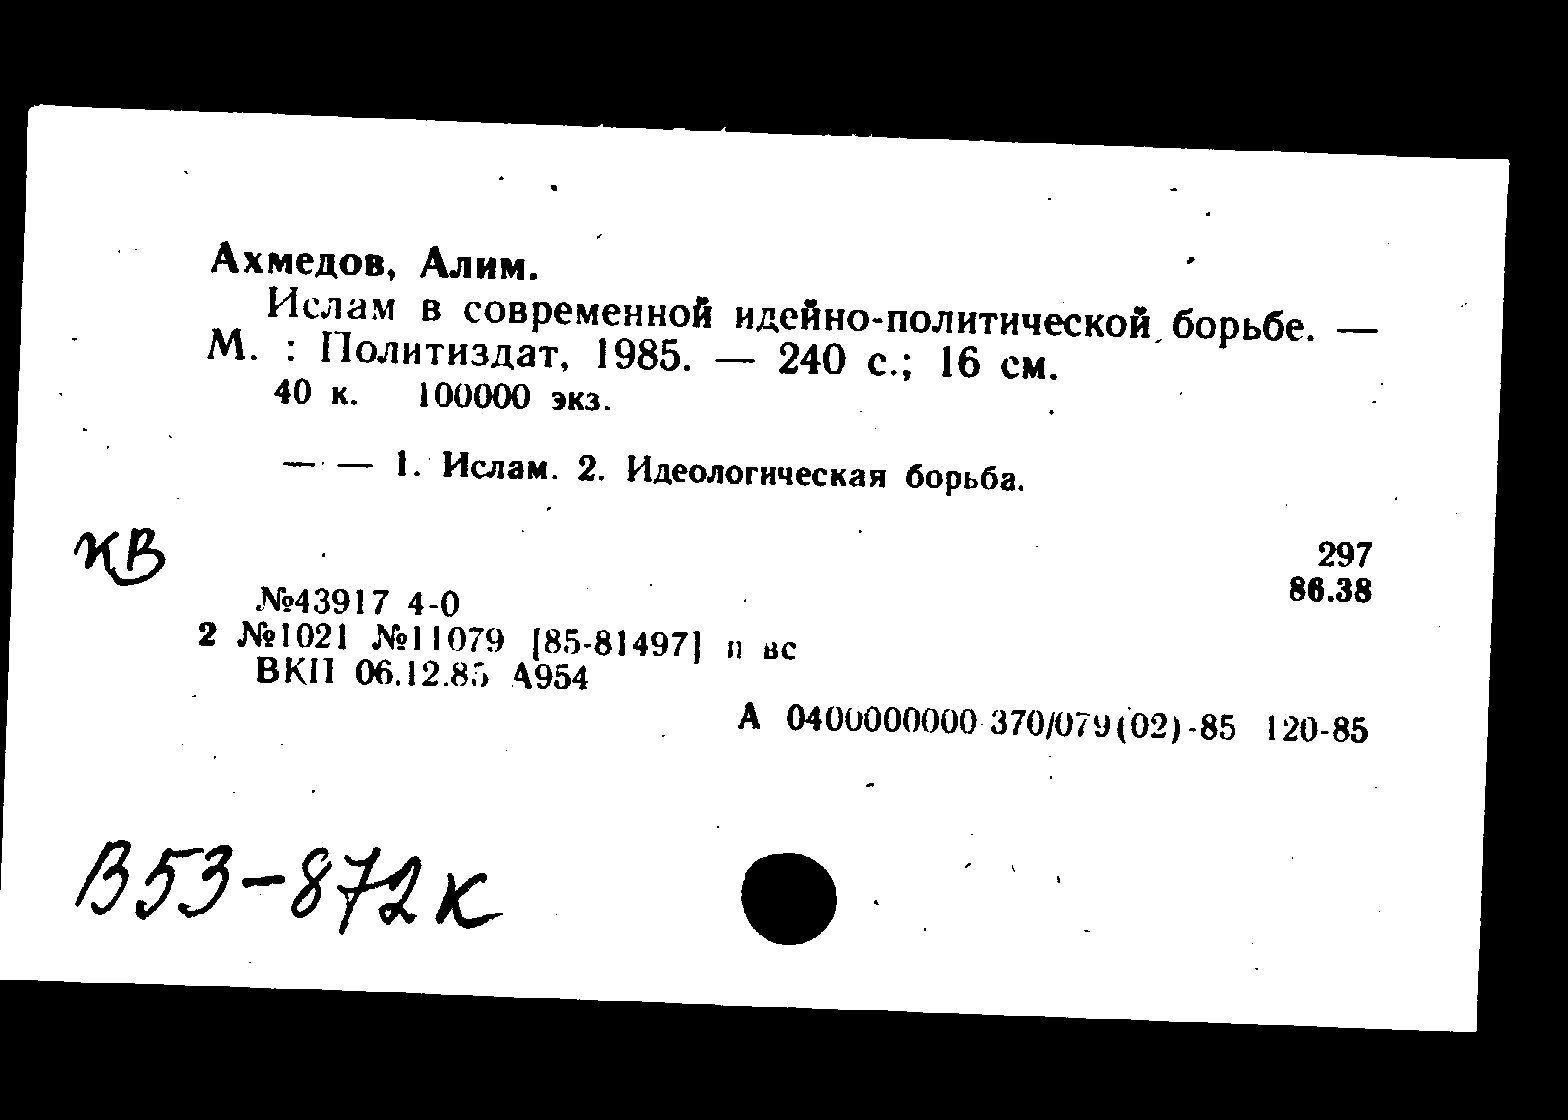 Ахмедов, Алим.
Ислам в современной идейно-политической борьбе. —
М. : Политиздат, 1985. — 240 с.; 16 см.
40 к. 100000 экз.
— — 1. Ислам. 2. Идеологическая борьба.
КВ
297
86.38
№43917 4-0
2 №1021 №11079 [85-81497] п вс
ВКП 06.12.85 А954
А 0400000000-370/079(02)-85 120-85
В53-872К